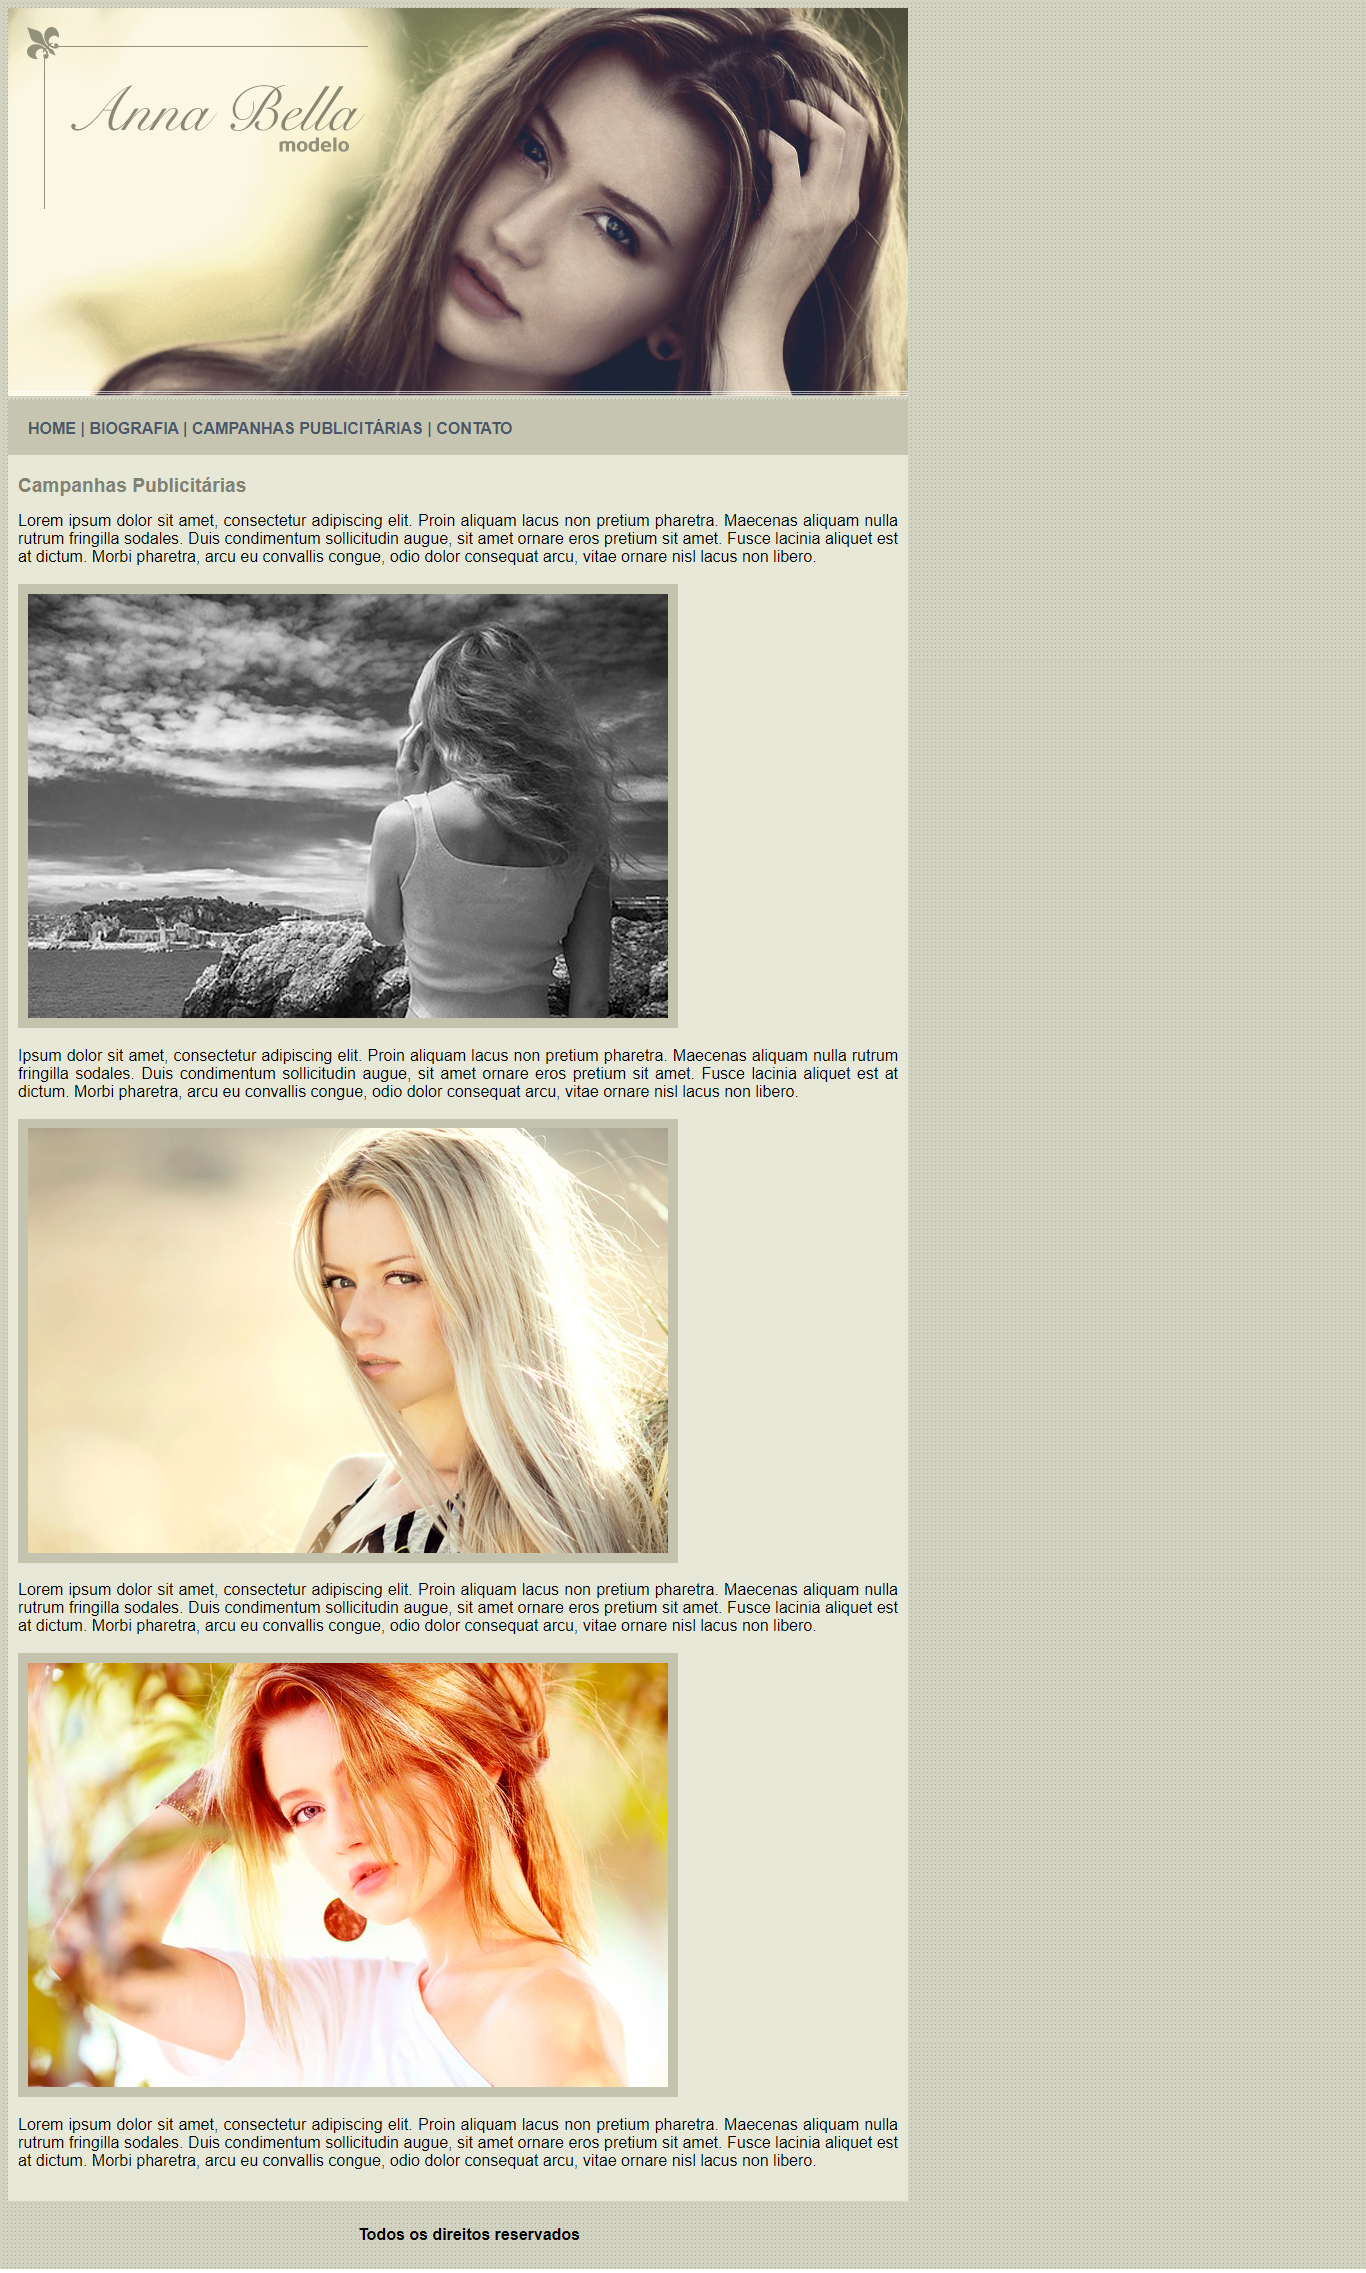 Anna Bella
modelo
HOME | BIOGRAFIA | CAMPANHAS PUBLICITÁRIAS | CONTATO
Campanhas Publicitárias
Lorem ipsum dolor sit amet, consectetur adipiscing elit. Proin aliquam lacus non pretium pharetra. Maecenas aliquam nulla
rutrum fringilla sodales. Duis condimentum sollicitudin augue, sit amet ornare eros pretium sit amet. Fusce lacinia aliquet est
at dictum. Morbi pharetra, arcu eu convallis congue, odio dolor consequat arcu, vitae ornare nisl lacus non libero.
Ipsum dolor sit amet, consectetur adipiscing elit. Proin aliquam lacus non pretium pharetra. Maecenas aliquam nulla rutrum
fringilla sodales. Duis condimentum sollicitudin augue, sit amet ornare eros pretium sit amet. Fusce lacinia aliquet est at
dictum. Morbi pharetra, arcu eu convallis congue, odio dolor consequat arcu, vitae ornare nisl lacus non libero.
Lorem ipsum dolor sit amet, consectetur adipiscing elit. Proin aliquam lacus non pretium pharetra. Maecenas aliquam nulla
rutrum fringilla sodales. Duis condimentum sollicitudin augue, sit amet ornare eros pretium sit amet. Fusce lacinia aliquet est
at dictum. Morbi pharetra, arcu eu convallis congue, odio dolor consequat arcu, vitae ornare nisl lacus non libero.
Lorem ipsum dolor sit amet, consectetur adipiscing elit. Proin aliquam lacus non pretium pharetra. Maecenas aliquam nulla
rutrum fringilla sodales. Duis condimentum sollicitudin augue, sit amet ornare eros pretium sit amet. Fusce lacinia aliquet est
at dictum. Morbi pharetra, arcu eu convallis congue, odio dolor consequat arcu, vitae ornare nisl lacus non libero.
Todos os direitos reservados